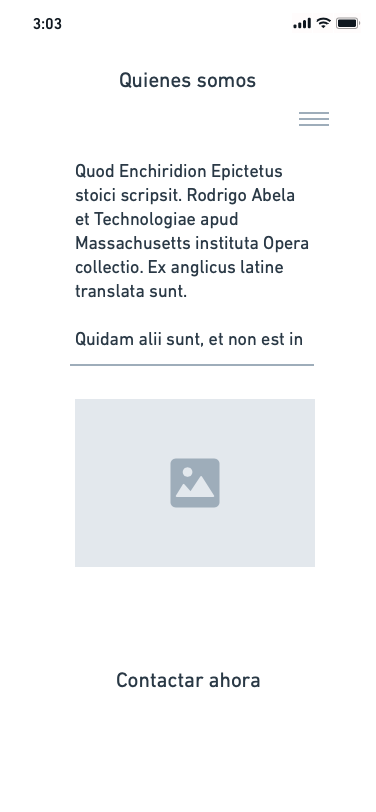 3:03
Quienes somos
Quod Enchiridion Epictetus
stoici scripsit. Rodrigo Abela
et Technologiae apud
Massachusetts instituta Opera
collectio. Ex anglicus latine
translata sunt.
Quidam alii sunt, et non est in
Contactar ahora